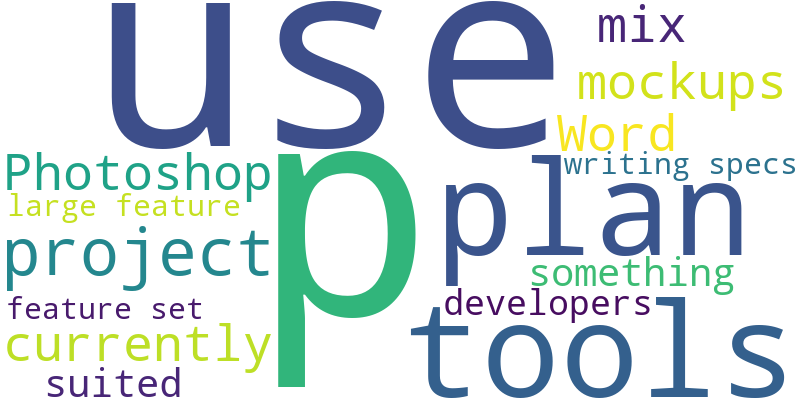 use
mix
mockups
Word
Photoshop
p
plan
writing specs
large feature
project
something
feature set
developers
currently
tools
suited